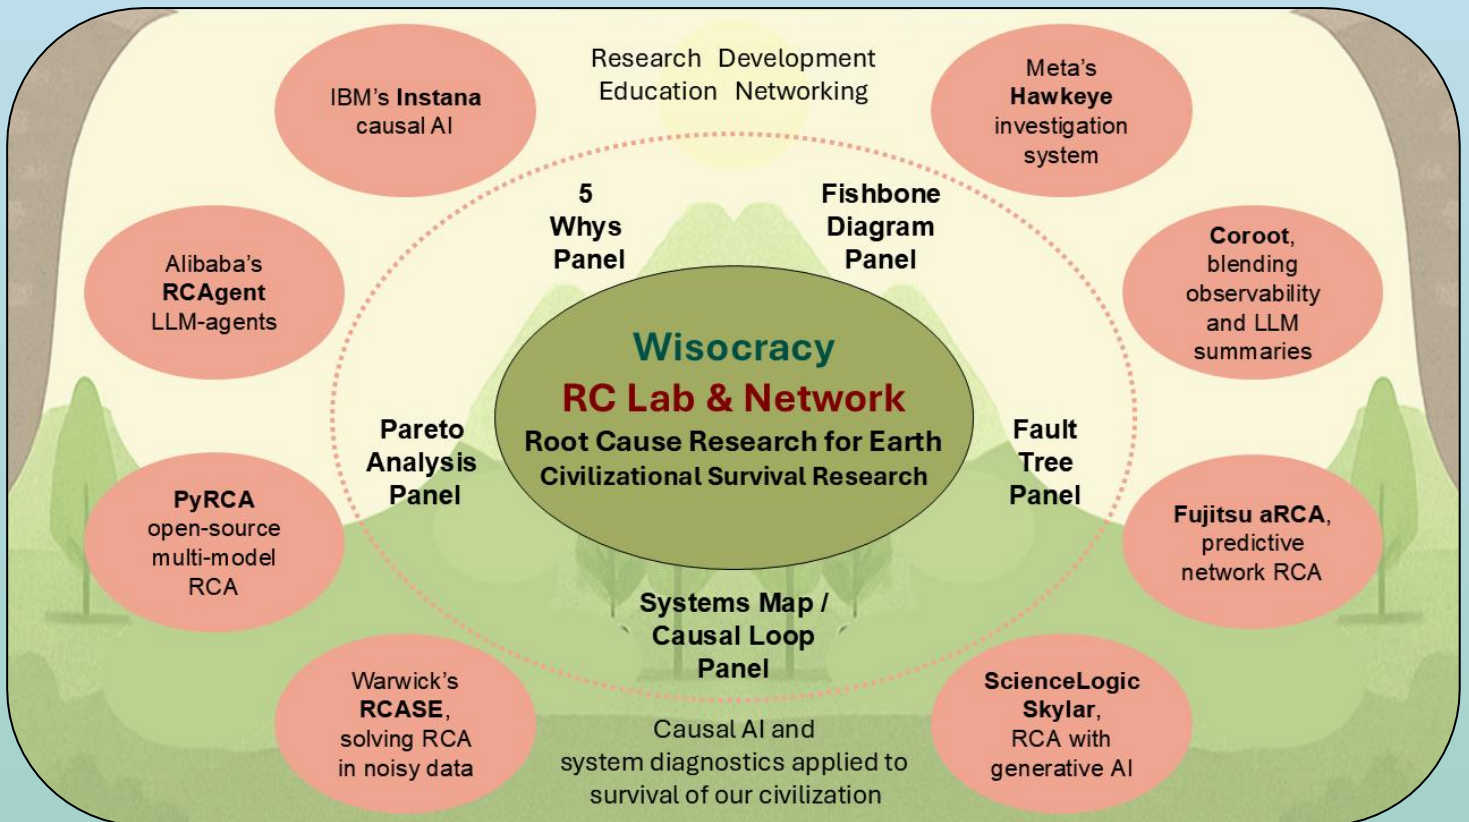 Research Development
Education Networking
IBM's Instana
causal AI
Meta's
Hawkeye
investigation
system
5
Whys
Panel
Fishbone
Diagram
Panel
Alibaba's
RCAgent
LLM-agents
Coroot,
blending
observability
and LLM
summaries
Wisocracy
RC Lab & Network
Root Cause Research for Earth
Civilizational Survival Research
Pareto
Analysis
Panel
Fault
Tree
Panel
PyRCA
open-source
multi-model
RCA
Fujitsu aRCA,
predictive
network RCA
Systems Map /
Causal Loop
Panel
Warwick's
RCASE,
solving RCA
in noisy data
ScienceLogic
Skylar,
RCA with
generative AI
Causal AI and
system diagnostics applied to
survival of our civilization